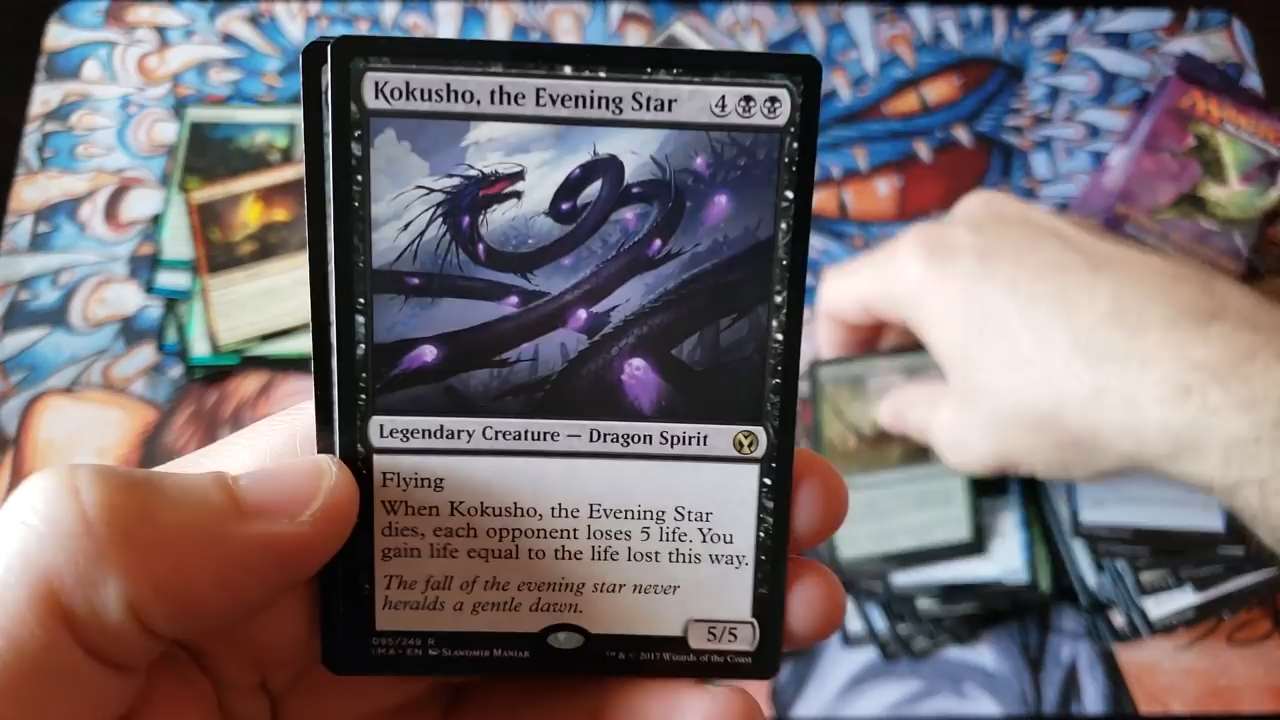 Kokusho, the Evening Star 4
Legendary Creature — Dragon Spirit
Flying
When Kokusho, the Evening Star
dies, each opponent loses 5 life. You
gain life equal to the life lost this way.
The fall of the evening star never
heralds a gentle dawn.
5/5
095/249 R
IMA • EN Slawomir Maniak
™ & © 2017 Wizards of the Coast